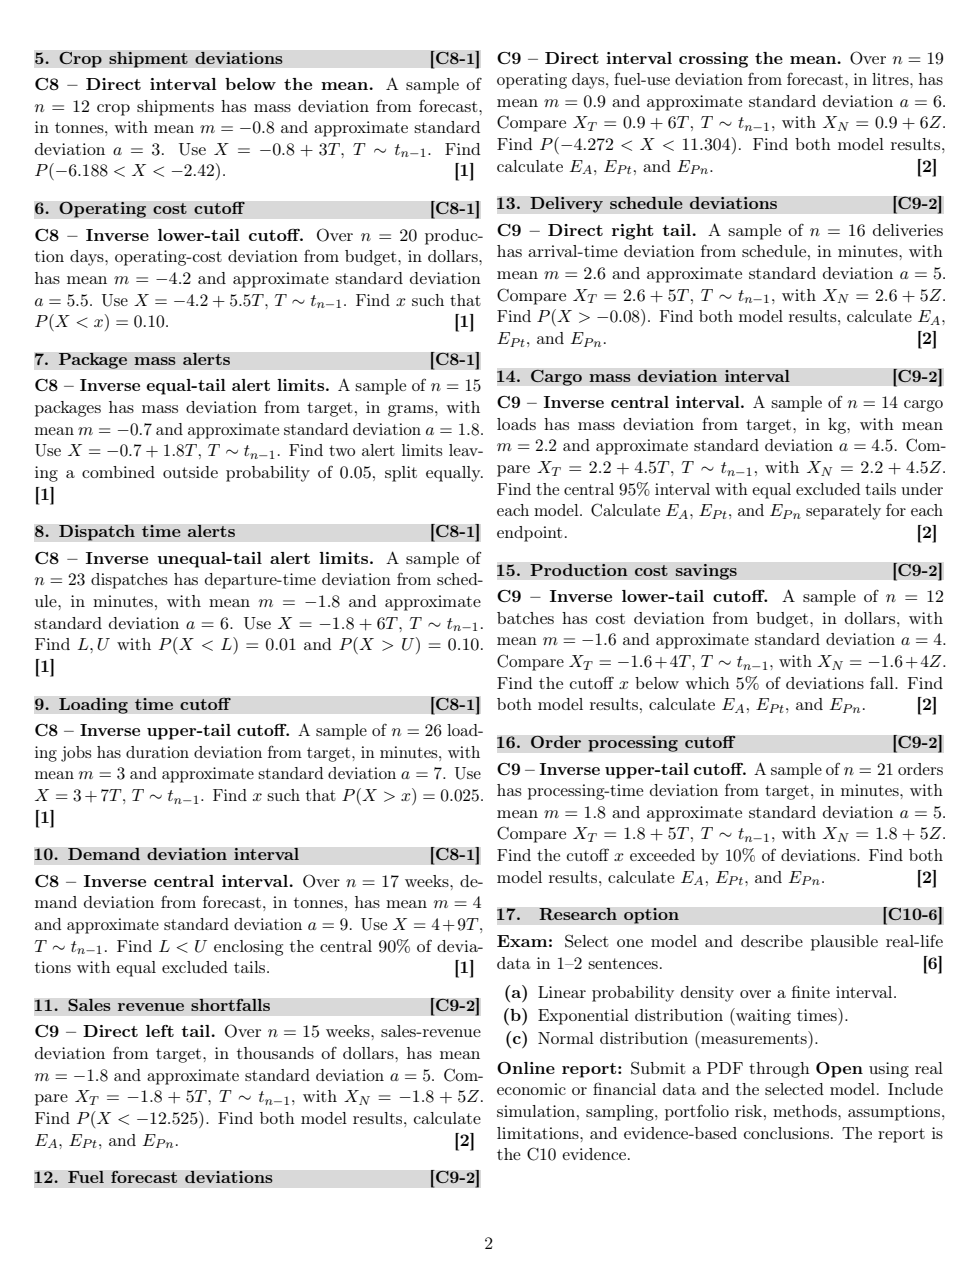 5. Crop shipment deviations [C8-1]
C8 – Direct interval below the mean. A sample of
n = 12 crop shipments has mass deviation from forecast,
in tonnes, with mean m = −0.8 and approximate standard
deviation a = 3. Use X = −0.8 + 3T, T ∼ tₙ₋₁. Find
P(−6.188 < X < −2.42). [1]
6. Operating cost cutoff [C8-1]
C8 – Inverse lower-tail cutoff. Over n = 20 produc-
tion days, operating-cost deviation from budget, in dollars,
has mean m = −4.2 and approximate standard deviation
a = 5.5. Use X = −4.2 + 5.5T, T ∼ tₙ₋₁. Find x such that
P(X < x) = 0.10. [1]
7. Package mass alerts [C8-1]
C8 – Inverse equal-tail alert limits. A sample of n = 15
packages has mass deviation from target, in grams, with
mean m = −0.7 and approximate standard deviation a = 1.8.
Use X = −0.7 + 1.8T, T ∼ tₙ₋₁. Find two alert limits leav-
ing a combined outside probability of 0.05, split equally.
[1]
8. Dispatch time alerts [C8-1]
C8 – Inverse unequal-tail alert limits. A sample of
n = 23 dispatches has departure-time deviation from sched-
ule, in minutes, with mean m = −1.8 and approximate
standard deviation a = 6. Use X = −1.8 + 6T, T ∼ tₙ₋₁.
Find L, U with P(X < L) = 0.01 and P(X > U) = 0.10.
[1]
9. Loading time cutoff [C8-1]
C8 – Inverse upper-tail cutoff. A sample of n = 26 load-
ing jobs has duration deviation from target, in minutes, with
mean m = 3 and approximate standard deviation a = 7. Use
X = 3 + 7T, T ∼ tₙ₋₁. Find x such that P(X > x) = 0.025.
[1]
10. Demand deviation interval [C8-1]
C8 – Inverse central interval. Over n = 17 weeks, de-
mand deviation from forecast, in tonnes, has mean m = 4
and approximate standard deviation a = 9. Use X = 4 + 9T,
T ∼ tₙ₋₁. Find L < U enclosing the central 90% of devia-
tions with equal excluded tails. [1]
11. Sales revenue shortfalls [C9-2]
C9 – Direct left tail. Over n = 15 weeks, sales-revenue
deviation from target, in thousands of dollars, has mean
m = −1.8 and approximate standard deviation a = 5. Com-
pare X_T = −1.8 + 5T, T ∼ tₙ₋₁, with X_N = −1.8 + 5Z.
Find P(X < −12.525). Find both model results, calculate
E_A, E_Pt, and E_Pn. [2]
12. Fuel forecast deviations [C9-2]
C9 – Direct interval crossing the mean. Over n = 19
operating days, fuel-use deviation from forecast, in litres, has
mean m = 0.9 and approximate standard deviation a = 6.
Compare X_T = 0.9 + 6T, T ∼ tₙ₋₁, with X_N = 0.9 + 6Z.
Find P(−4.272 < X < 11.304). Find both model results,
calculate E_A, E_Pt, and E_Pn. [2]
13. Delivery schedule deviations [C9-2]
C9 – Direct right tail. A sample of n = 16 deliveries
has arrival-time deviation from schedule, in minutes, with
mean m = 2.6 and approximate standard deviation a = 5.
Compare X_T = 2.6 + 5T, T ∼ tₙ₋₁, with X_N = 2.6 + 5Z.
Find P(X > −0.08). Find both model results, calculate E_A,
E_Pt, and E_Pn. [2]
14. Cargo mass deviation interval [C9-2]
C9 – Inverse central interval. A sample of n = 14 cargo
loads has mass deviation from target, in kg, with mean
m = 2.2 and approximate standard deviation a = 4.5. Com-
pare X_T = 2.2 + 4.5T, T ∼ tₙ₋₁, with X_N = 2.2 + 4.5Z.
Find the central 95% interval with equal excluded tails under
each model. Calculate E_A, E_Pt, and E_Pn separately for each
endpoint. [2]
15. Production cost savings [C9-2]
C9 – Inverse lower-tail cutoff. A sample of n = 12
batches has cost deviation from budget, in dollars, with
mean m = −1.6 and approximate standard deviation a = 4.
Compare X_T = −1.6 + 4T, T ∼ tₙ₋₁, with X_N = −1.6 + 4Z.
Find the cutoff x below which 5% of deviations fall. Find
both model results, calculate E_A, E_Pt, and E_Pn. [2]
16. Order processing cutoff [C9-2]
C9 – Inverse upper-tail cutoff. A sample of n = 21 orders
has processing-time deviation from target, in minutes, with
mean m = 1.8 and approximate standard deviation a = 5.
Compare X_T = 1.8 + 5T, T ∼ tₙ₋₁, with X_N = 1.8 + 5Z.
Find the cutoff x exceeded by 10% of deviations. Find both
model results, calculate E_A, E_Pt, and E_Pn. [2]
17. Research option [C10-6]
Exam: Select one model and describe plausible real-life
data in 1–2 sentences. [6]
(a) Linear probability density over a finite interval.
(b) Exponential distribution (waiting times).
(c) Normal distribution (measurements).
Online report: Submit a PDF through Open using real
economic or financial data and the selected model. Include
simulation, sampling, portfolio risk, methods, assumptions,
limitations, and evidence-based conclusions. The report is
the C10 evidence.
2